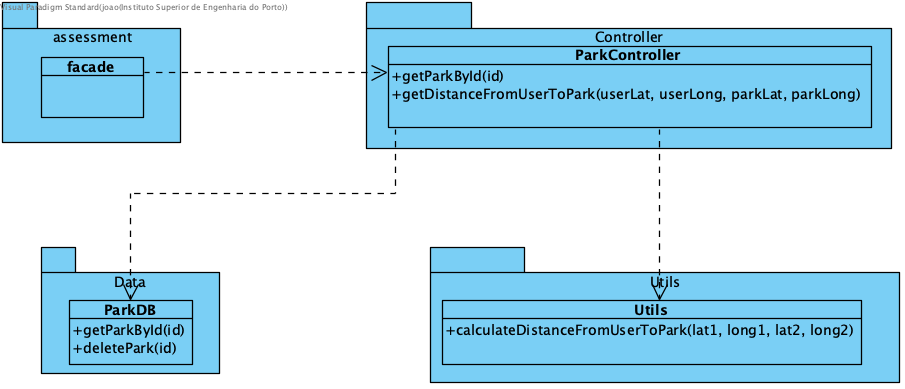 Visual Paradigm Standard(joao(Instituto Superior de Engenharia do Porto))
assessment
facade
Controller
ParkController
+getParkById(id)
+getDistanceFromUserToPark(userLat, userLong, parkLat, parkLong)
Data
ParkDB
+getParkById(id)
+deletePark(id)
Utils
Utils
+calculateDistanceFromUserToPark(lat1, long1, lat2, long2)